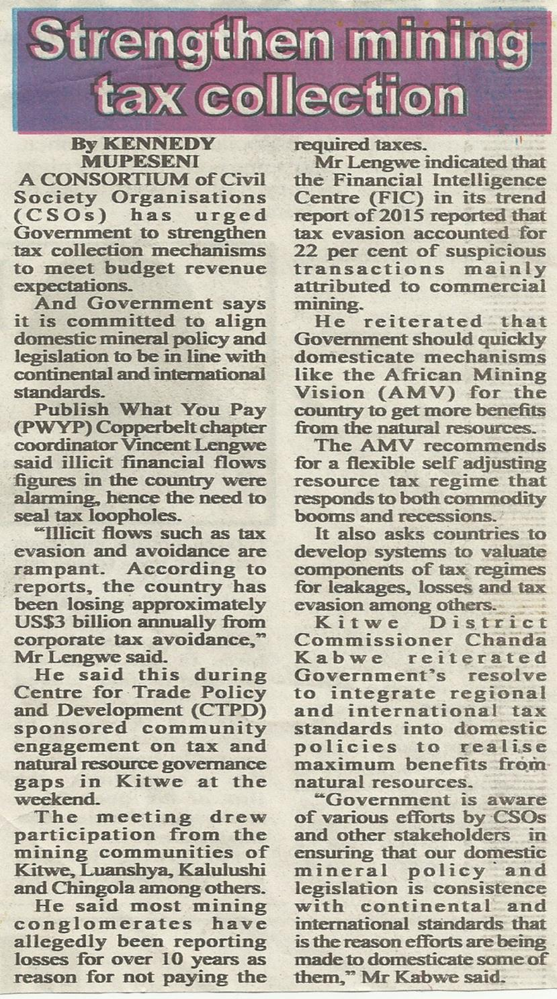 Strengthen mining
tax collection
By KENNEDY
MUPESENI
A CONSORTIUM of Civil
Society Organisations
(CSOs) has urged
Government to strengthen
tax collection mechanisms
to meet budget revenue
expectations.
And Government says
it is committed to align
domestic mineral policy and
legislation to be in line with
continental and international
standards.
Publish What You Pay
(PWYP) Copperbelt chapter
coordinator Vincent Lengwe
said illicit financial flows
figures in the country were
alarming, hence the need to
seal tax loopholes.
“Illicit flows such as tax
evasion and avoidance are
rampant. According to
reports, the country has
been losing approximately
US$3 billion annually from
corporate tax avoidance,”
Mr Lengwe said.
He said this during
Centre for Trade Policy
and Development (CTPD)
sponsored community
engagement on tax and
natural resource governance
gaps in Kitwe at the
weekend.
The meeting drew
participation from the
mining communities of
Kitwe, Luanshya, Kalulushi
and Chingola among others.
He said most mining
conglomerates have
allegedly been reporting
losses for over 10 years as
reason for not paying the
required taxes.
Mr Lengwe indicated that
the Financial Intelligence
Centre (FIC) in its trend
report of 2015 reported that
tax evasion accounted for
22 per cent of suspicious
transactions mainly
attributed to commercial
mining.
He reiterated that
Government should quickly
domesticate mechanisms
like the African Mining
Vision (AMV) for the
country to get more benefits
from the natural resources.
The AMV recommends
for a flexible self adjusting
resource tax regime that
responds to both commodity
booms and recessions.
It also asks countries to
develop systems to valuate
components of tax regimes
for leakages, losses and tax
evasion among others.
Kitwe District
Commissioner Chanda
Kabwe reiterated
Government’s resolve
to integrate regional
and international tax
standards into domestic
policies to realise
maximum benefits from
natural resources.
“Government is aware
of various efforts by CSOs
and other stakeholders in
ensuring that our domestic
mineral policy and
legislation is consistence
with continental and
international standards that
is the reason efforts are being
made to domesticate some of
them,” Mr Kabwe said.